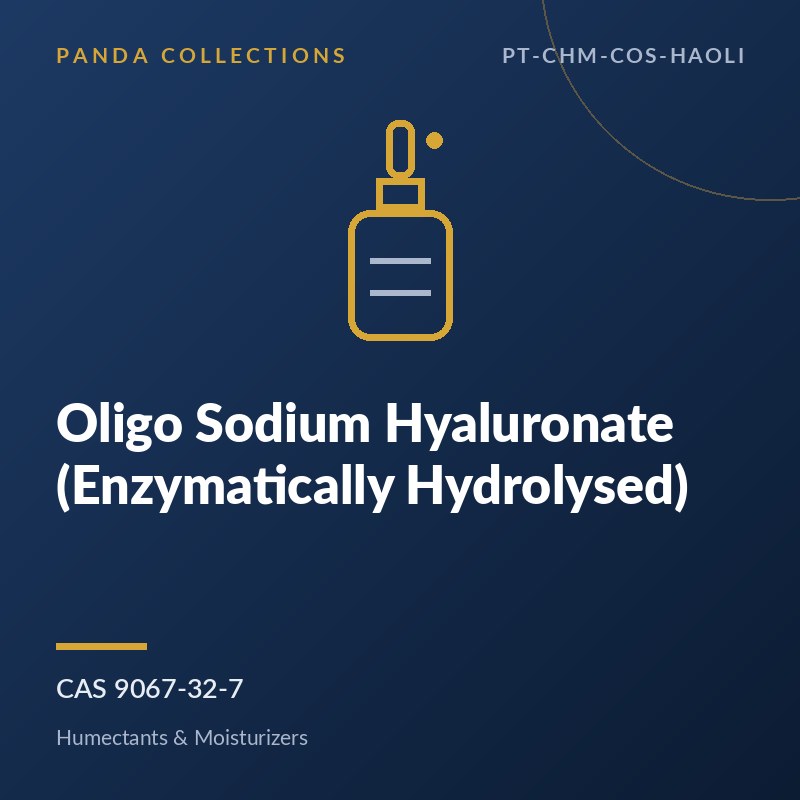 PANDA COLLECTIONS
PT-CHM-COS-HAOLI
Oligo Sodium Hyaluronate
(Enzymatically Hydrolysed)
CAS 9067-32-7
Humectants & Moisturizers